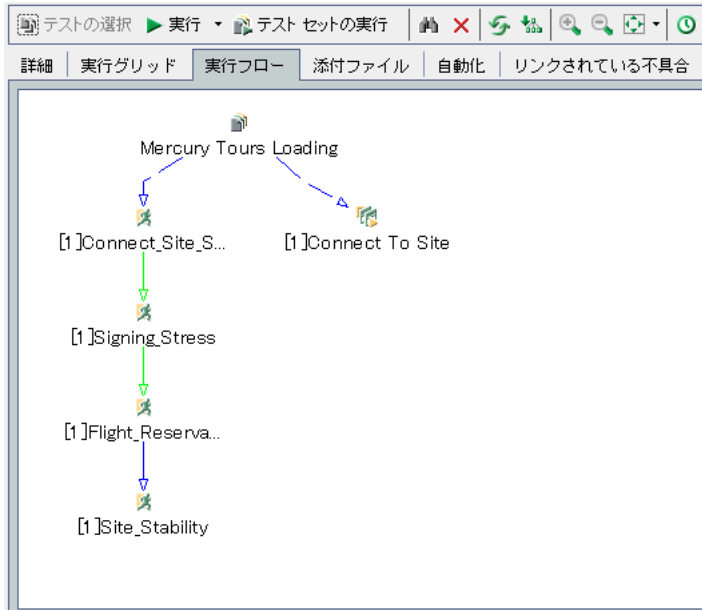 テストの選択 実行 テスト セットの実行
詳細 実行グリッド 実行フロー 添付ファイル 自動化 リンクされている不具合
Mercury Tours Loading
[1]Connect_Site_S... [1]Connect To Site
[1]Signing_Stress
[1]Flight_Reserva...
[1]Site_Stability